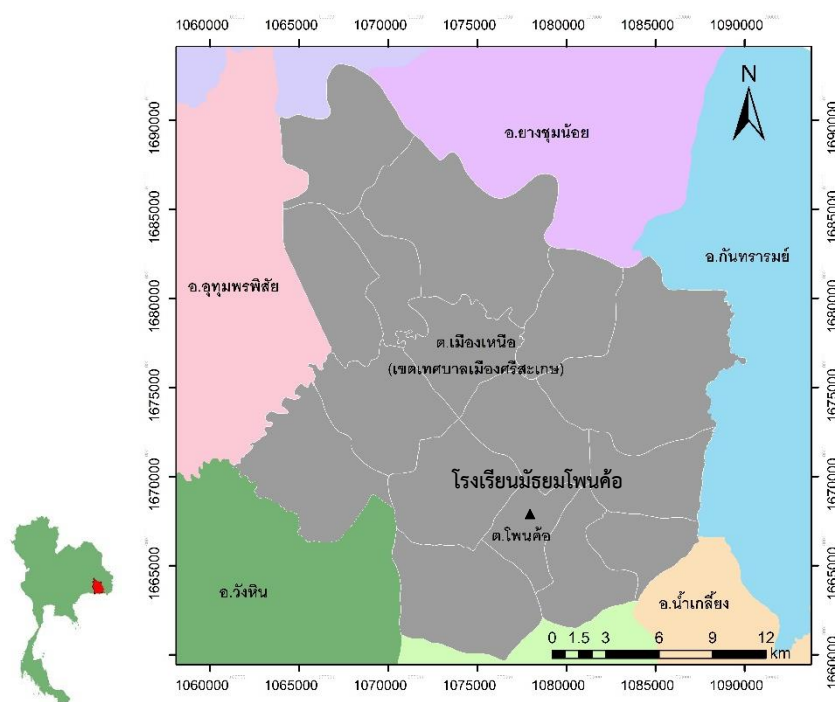 1060000 1065000 1070000 1075000 1080000 1085000 1090000
N
1690000 1690000
อ.ยางชุมน้อย
1685000 1685000
อ.กันทรารมย์
อ.อุทุมพรพิสัย
1680000 1680000
ต.เมืองเหนือ
(เขตเทศบาลเมืองศรีสะเกษ)
1675000 1675000
โรงเรียนมัธยมโพนค้อ
1670000 1670000
ต.โพนค้อ
1665000 1665000
อ.วังหิน
อ.น้ำเกลี้ยง
0 1.5 3 6 9 12
km
1660000 1660000
1060000 1065000 1070000 1075000 1080000 1085000 1090000